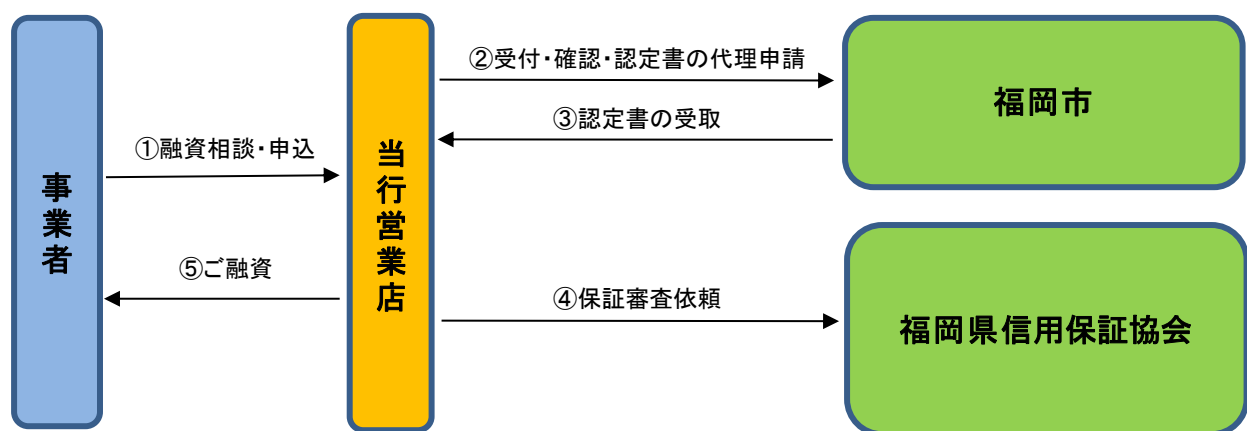 事業者
①融資相談・申込
⑤ご融資
当行営業店
②受付・確認・認定書の代理申請
③認定書の受取
④保証審査依頼
福岡市
福岡県信用保証協会